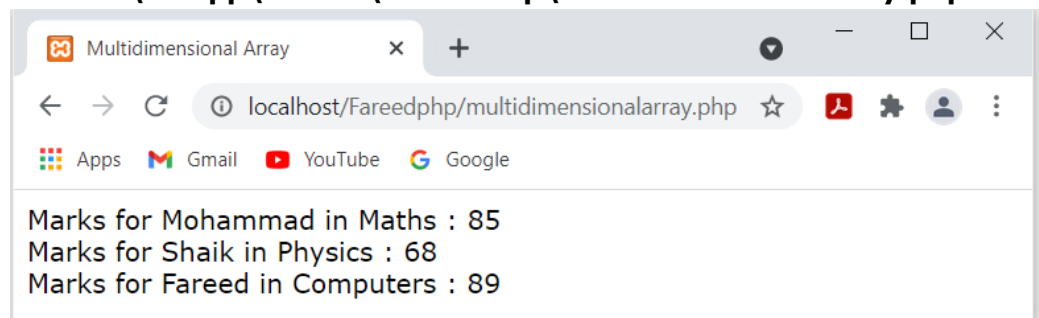 Multidimensional Array
localhost/Fareedphp/multidimensionalarray.php
Apps Gmail YouTube Google
Marks for Mohammad in Maths : 85
Marks for Shaik in Physics : 68
Marks for Fareed in Computers : 89